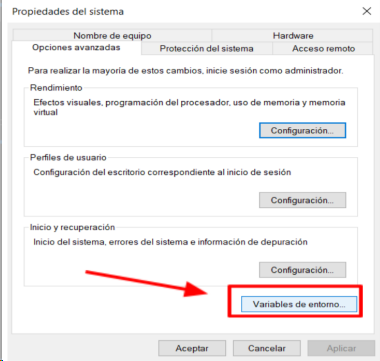 Propiedades del sistema
Nombre de equipo
Hardware
Opciones avanzadas
Protección del sistema
Acceso remoto
Para realizar la mayoría de estos cambios, inicie sesión como administrador.
Rendimiento
Efectos visuales, programación del procesador, uso de memoria y memoria
virtual
Configuración...
Perfiles de usuario
Configuración del escritorio correspondiente al inicio de sesión
Configuración...
Inicio y recuperación
Inicio del sistema, errores del sistema e información de depuración
Configuración...
Variables de entorno...
Aceptar
Cancelar
Aplicar